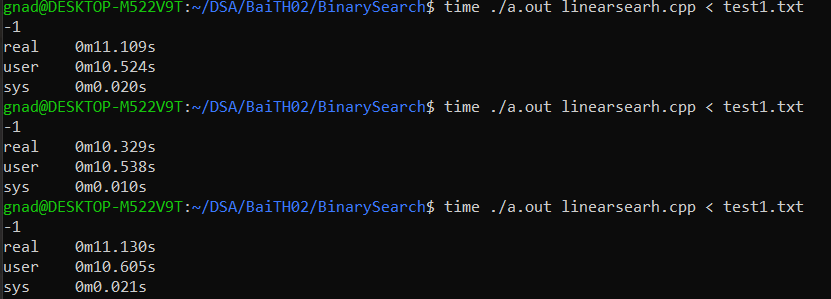 gnad@DESKTOP-M522V9T:~/DSA/BaiTH02/BinarySearch$ time ./a.out linearsearh.cpp < test1.txt
-1
real 0m11.109s
user 0m10.524s
sys 0m0.020s
gnad@DESKTOP-M522V9T:~/DSA/BaiTH02/BinarySearch$ time ./a.out linearsearh.cpp < test1.txt
-1
real 0m10.329s
user 0m10.538s
sys 0m0.010s
gnad@DESKTOP-M522V9T:~/DSA/BaiTH02/BinarySearch$ time ./a.out linearsearh.cpp < test1.txt
-1
real 0m11.130s
user 0m10.605s
sys 0m0.021s